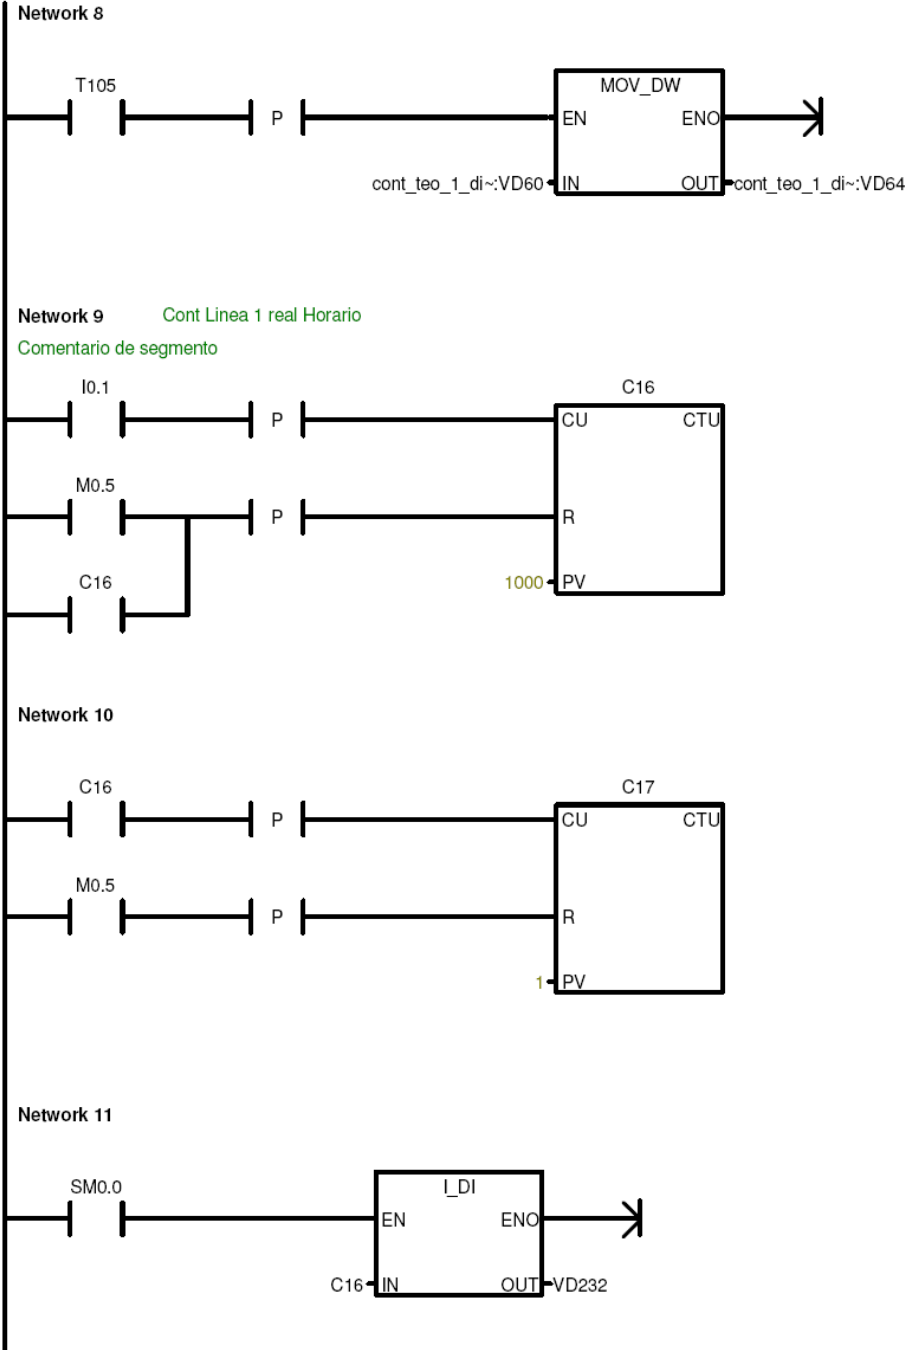 Network 8
T105
P
MOV_DW
EN ENO
cont_teo_1_di~:VD60 IN OUT cont_teo_1_di~:VD64
Network 9 Cont Linea 1 real Horario
Comentario de segmento
I0.1 C16
P CU CTU
M0.5
P R
C16
1000 PV
Network 10
C16 C17
P CU CTU
M0.5
P R
1 PV
Network 11
SM0.0 I_DI
EN ENO
C16 IN OUT VD232